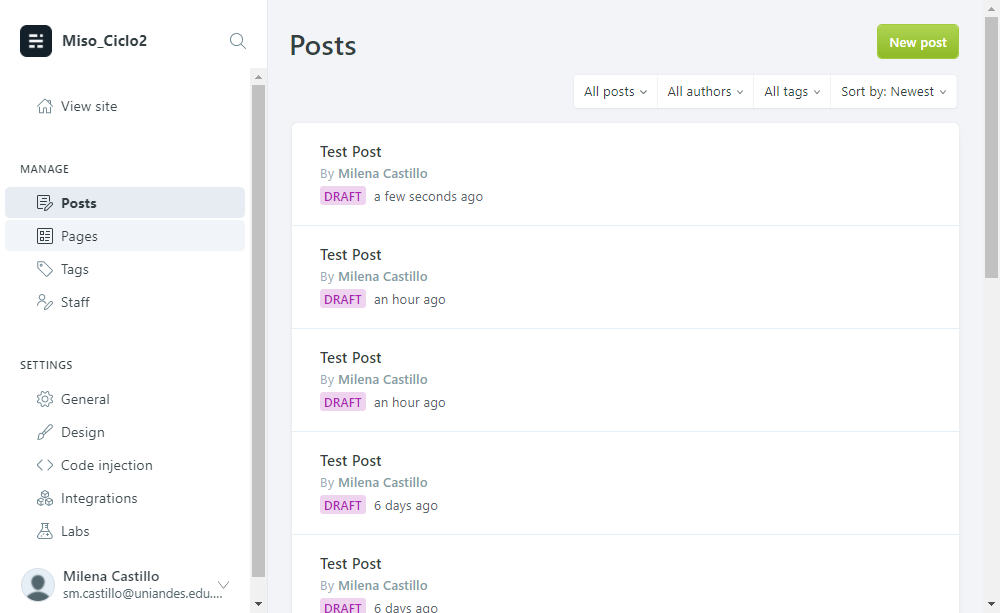 Miso_Ciclo2
View site
MANAGE
Posts
Pages
Tags
Staff
SETTINGS
General
Design
Code injection
Integrations
Labs
Milena Castillo
sm.castillo@uniandes.edu....
Posts
New post
All posts
All authors
All tags
Sort by: Newest
Test Post
By Milena Castillo
DRAFT a few seconds ago
Test Post
By Milena Castillo
DRAFT an hour ago
Test Post
By Milena Castillo
DRAFT an hour ago
Test Post
By Milena Castillo
DRAFT 6 days ago
Test Post
By Milena Castillo
DRAFT 6 days ago